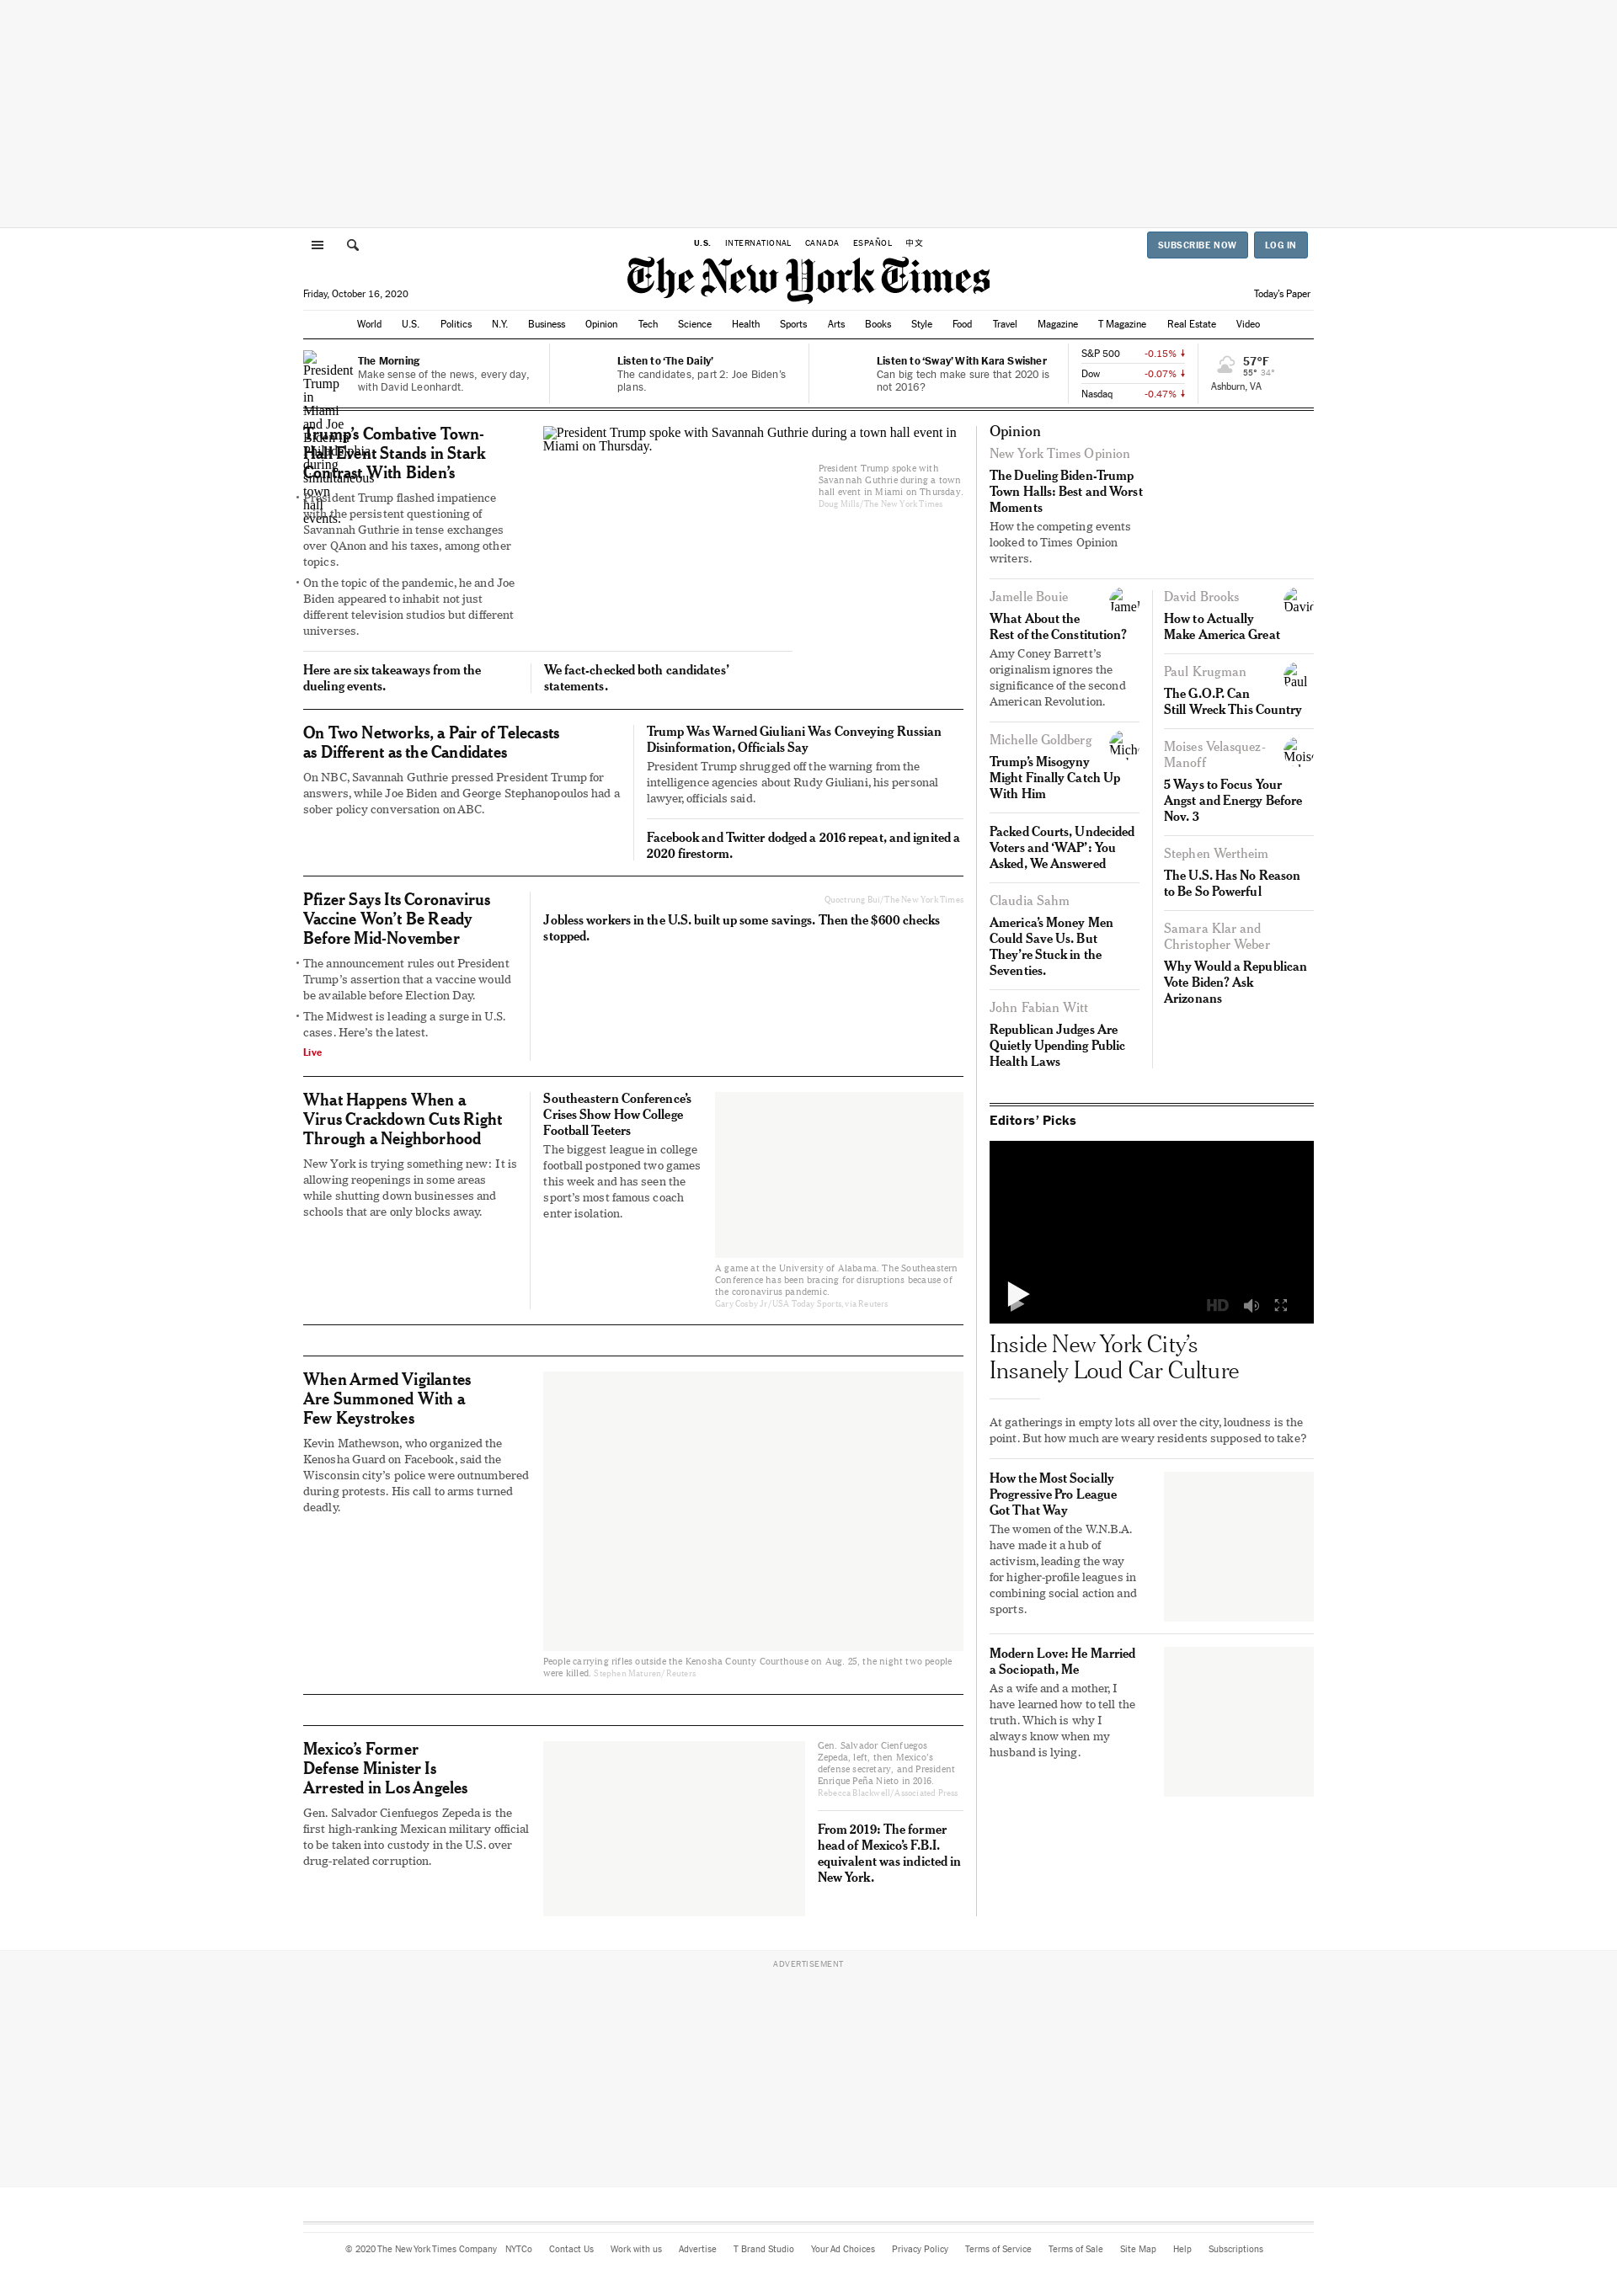 U.S. INTERNATIONAL CANADA ESPAÑOL 中文
SUBSCRIBE NOW
LOG IN
The New York Times
Friday, October 16, 2020
Today's Paper
World U.S. Politics N.Y. Business Opinion Tech Science Health Sports Arts Books Style Food Travel Magazine T Magazine Real Estate Video
President
Trump
in
Miami
and Joe
Biden in
Philadelphia
during
simultaneous
town
hall
events.
The Morning
Make sense of the news, every day,
with David Leonhardt.
Listen to ‘The Daily’
The candidates, part 2: Joe Biden's
plans.
Listen to ‘Sway’ With Kara Swisher
Can big tech make sure that 2020 is
not 2016?
S&P 500 -0.15%
Dow -0.07%
Nasdaq -0.47%
57°F
55° 34°
Ashburn, VA
Trump’s Combative Town-
Hall Event Stands in Stark
Contrast With Biden’s
• President Trump flashed impatience
with the persistent questioning of
Savannah Guthrie in tense exchanges
over QAnon and his taxes, among other
topics.
• On the topic of the pandemic, he and Joe
Biden appeared to inhabit not just
different television studios but different
universes.
President Trump spoke with Savannah Guthrie during a town hall event in
Miami on Thursday.
President Trump spoke with
Savannah Guthrie during a town
hall event in Miami on Thursday.
Doug Mills/The New York Times
Here are six takeaways from the
dueling events.
We fact-checked both candidates’
statements.
On Two Networks, a Pair of Telecasts
as Different as the Candidates
On NBC, Savannah Guthrie pressed President Trump for
answers, while Joe Biden and George Stephanopoulos had a
sober policy conversation on ABC.
Trump Was Warned Giuliani Was Conveying Russian
Disinformation, Officials Say
President Trump shrugged off the warning from the
intelligence agencies about Rudy Giuliani, his personal
lawyer, officials said.
Facebook and Twitter dodged a 2016 repeat, and ignited a
2020 firestorm.
Pfizer Says Its Coronavirus
Vaccine Won’t Be Ready
Before Mid-November
• The announcement rules out President
Trump’s assertion that a vaccine would
be available before Election Day.
• The Midwest is leading a surge in U.S.
cases. Here’s the latest.
Live
Quoctrung Bui/The New York Times
Jobless workers in the U.S. built up some savings. Then the $600 checks
stopped.
What Happens When a
Virus Crackdown Cuts Right
Through a Neighborhood
New York is trying something new: It is
allowing reopenings in some areas
while shutting down businesses and
schools that are only blocks away.
Southeastern Conference’s
Crises Show How College
Football Teeters
The biggest league in college
football postponed two games
this week and has seen the
sport’s most famous coach
enter isolation.
A game at the University of Alabama. The Southeastern
Conference has been bracing for disruptions because of
the coronavirus pandemic.
Gary Cosby Jr/USA Today Sports, via Reuters
When Armed Vigilantes
Are Summoned With a
Few Keystrokes
Kevin Mathewson, who organized the
Kenosha Guard on Facebook, said the
Wisconsin city’s police were outnumbered
during protests. His call to arms turned
deadly.
People carrying rifles outside the Kenosha County Courthouse on Aug. 25, the night two people
were killed. Stephen Maturen/Reuters
Mexico’s Former
Defense Minister Is
Arrested in Los Angeles
Gen. Salvador Cienfuegos Zepeda is the
first high-ranking Mexican military official
to be taken into custody in the U.S. over
drug-related corruption.
Gen. Salvador Cienfuegos
Zepeda, left, then Mexico’s
defense secretary, and President
Enrique Peña Nieto in 2016.
Rebecca Blackwell/Associated Press
From 2019: The former
head of Mexico’s F.B.I.
equivalent was indicted in
New York.
Opinion
New York Times Opinion
The Dueling Biden-Trump
Town Halls: Best and Worst
Moments
How the competing events
looked to Times Opinion
writers.
Jamelle Bouie
What About the
Rest of the Constitution?
Amy Coney Barrett’s
originalism ignores the
significance of the second
American Revolution.
Michelle Goldberg
Trump’s Misogyny
Might Finally Catch Up
With Him
Packed Courts, Undecided
Voters and ‘WAP’: You
Asked, We Answered
Claudia Sahm
America’s Money Men
Could Save Us. But
They’re Stuck in the
Seventies.
John Fabian Witt
Republican Judges Are
Quietly Upending Public
Health Laws
David Brooks
How to Actually
Make America Great
Paul Krugman
Paul
The G.O.P. Can
Still Wreck This Country
Moises Velasquez-
Manoff
5 Ways to Focus Your
Angst and Energy Before
Nov. 3
Stephen Wertheim
The U.S. Has No Reason
to Be So Powerful
Samara Klar and
Christopher Weber
Why Would a Republican
Vote Biden? Ask
Arizonans
Editors’ Picks
HD
Inside New York City’s
Insanely Loud Car Culture
At gatherings in empty lots all over the city, loudness is the
point. But how much are weary residents supposed to take?
How the Most Socially
Progressive Pro League
Got That Way
The women of the W.N.B.A.
have made it a hub of
activism, leading the way
for higher-profile leagues in
combining social action and
sports.
Modern Love: He Married
a Sociopath, Me
As a wife and a mother, I
have learned how to tell the
truth. Which is why I
always know when my
husband is lying.
ADVERTISEMENT
© 2020 The New York Times Company NYTCo Contact Us Work with us Advertise T Brand Studio Your Ad Choices Privacy Policy Terms of Service Terms of Sale Site Map Help Subscriptions